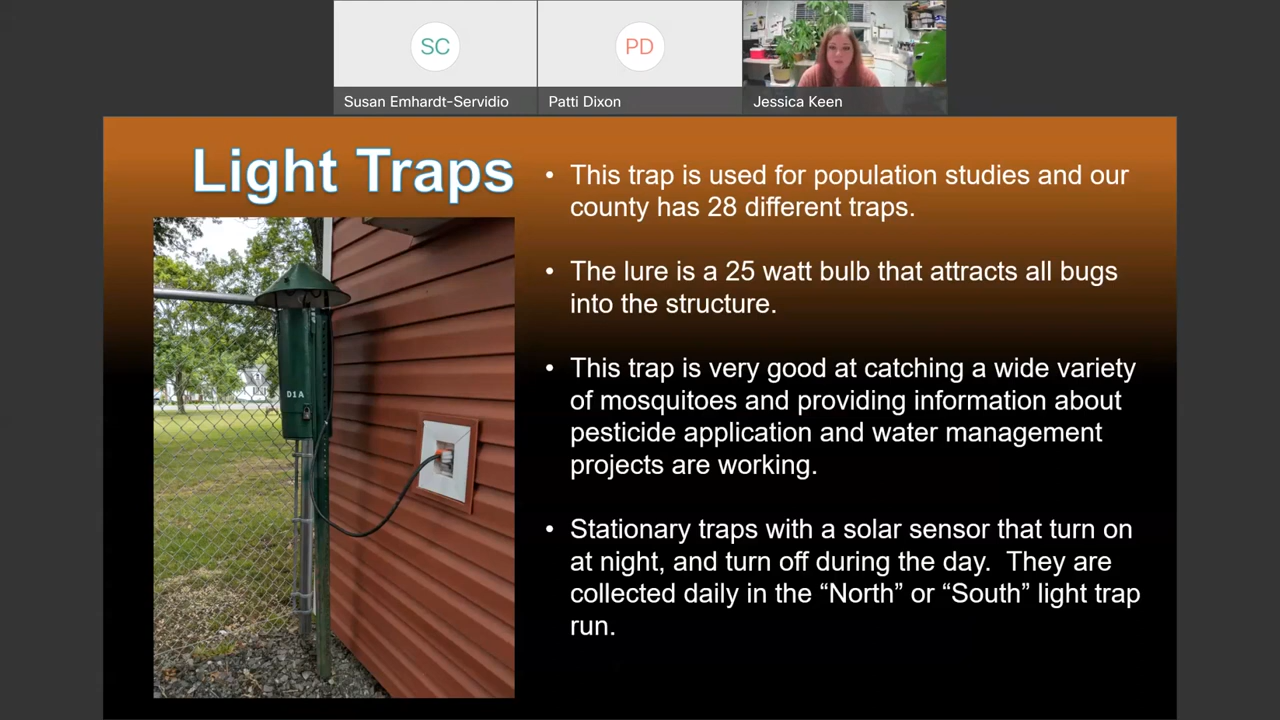 SC
PD
Susan Emhardt-Servidio
Patti Dixon
Jessica Keen
Light Traps
• This trap is used for population studies and our
county has 28 different traps.
• The lure is a 25 watt bulb that attracts all bugs
into the structure.
• This trap is very good at catching a wide variety
of mosquitoes and providing information about
pesticide application and water management
projects are working.
• Stationary traps with a solar sensor that turn on
at night, and turn off during the day. They are
collected daily in the “North” or “South” light trap
run.
D1A